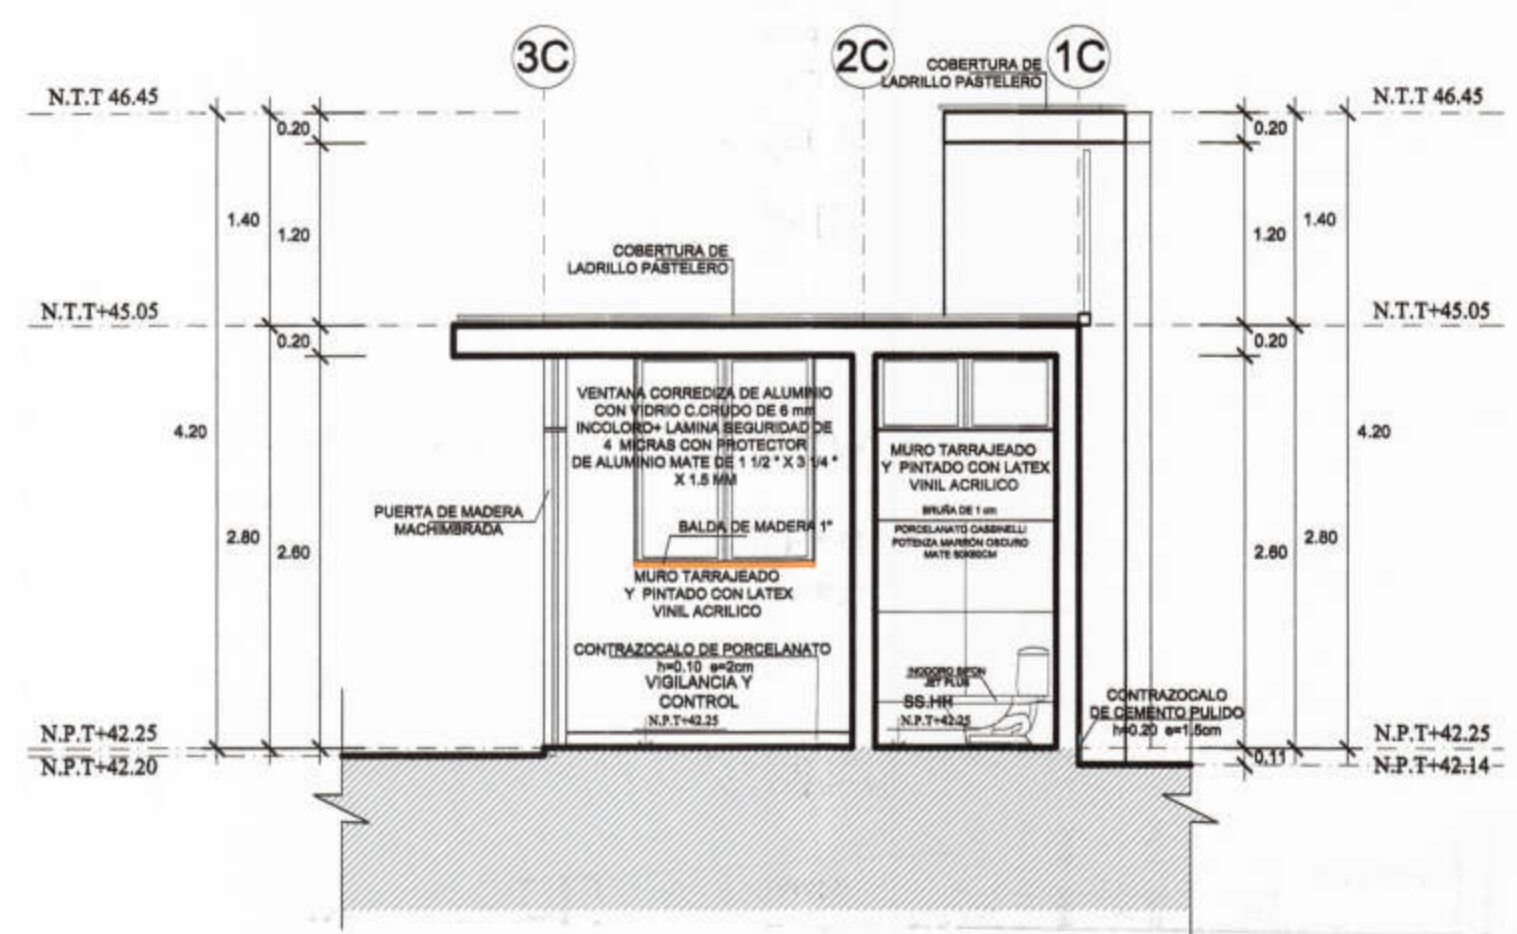 3C
2C
1C
COBERTURA DE
LADRILLO PASTELERO
N.T.T 46.45
N.T.T 46.45
0.20
0.20
1.40
1.20
1.20
1.40
COBERTURA DE
LADRILLO PASTELERO
N.T.T+45.05
N.T.T+45.05
0.20
0.20
VENTANA CORREDIZA DE ALUMINIO
CON VIDRIO C.CRUDO DE 6 mm
INCOLORO+ LAMINA SEGURIDAD DE
4 MICRAS CON PROTECTOR
DE ALUMINIO MATE DE 1 1/2 " X 3 1/4 "
X 1.5 MM
4.20
4.20
MURO TARRAJEADO
Y PINTADO CON LATEX
VINIL ACRILICO
PUERTA DE MADERA
MACHIMBRADA
BRUÑA DE 1 cm
BALDA DE MADERA 1"
PORCELANATO CASSINELLI
POTENZA MARRON OSCURO
MATE 60X60CM
2.80
2.60
2.60
2.80
MURO TARRAJEADO
Y PINTADO CON LATEX
VINIL ACRILICO
CONTRAZOCALO DE PORCELANATO
h=0.10 e=2cm
VIGILANCIA Y
CONTROL
N.P.T+42.25
INODORO SIFON
JET PLUS
SS.HH
N.P.T+42.25
CONTRAZOCALO
DE CEMENTO PULIDO
h=0.20 e=1.5cm
N.P.T+42.25
N.P.T+42.25
N.P.T+42.20
0.11
N.P.T+42.14